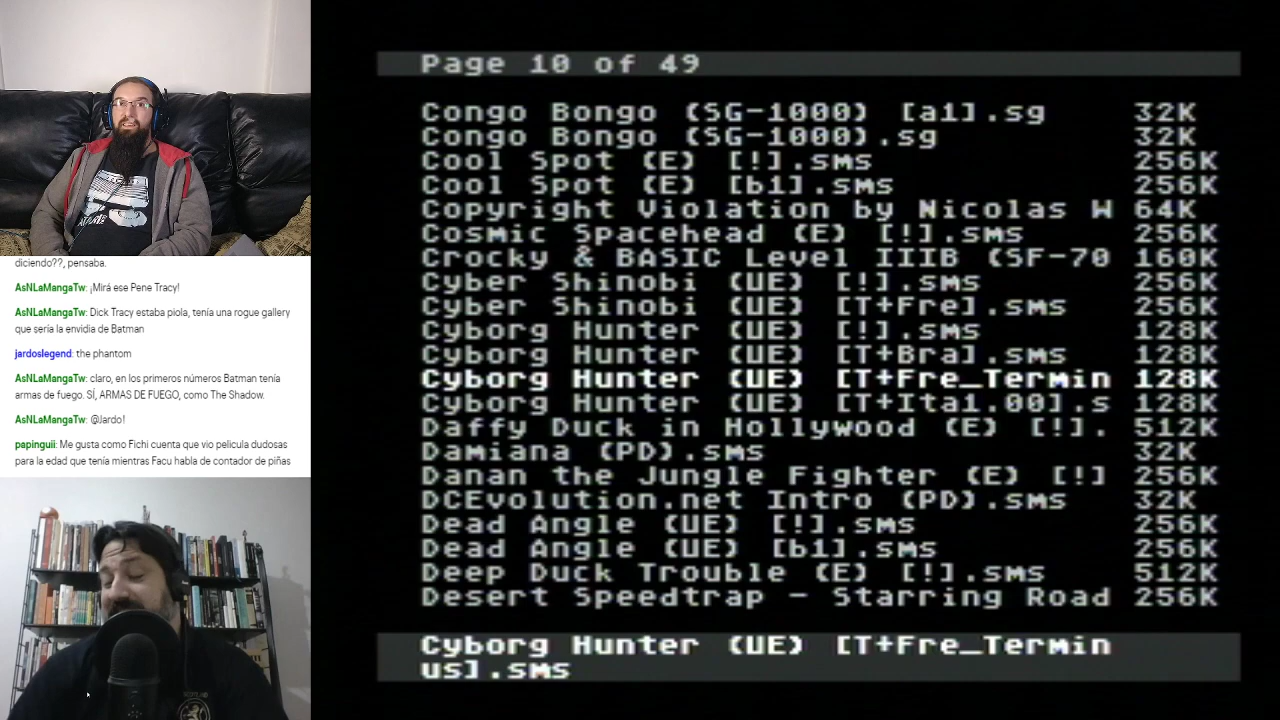 diciendo??, pensaba.
AsNLaMangaTw: ¡Mirá ese Pene Tracy!
AsNLaMangaTw: Dick Tracy estaba piola, tenía una rogue gallery
que sería la envidia de Batman
jardoslegend: the phantom
AsNLaMangaTw: claro, en los primeros números Batman tenía
armas de fuego. SÍ, ARMAS DE FUEGO, como The Shadow.
AsNLaMangaTw: @Jardo!
papinguii: Me gusta como Fichi cuenta que vio pelicula dudosas
para la edad que tenía mientras Facu habla de contador de piñas
Page 10 of 49
Congo Bongo (SG-1000) [a1].sg 32K
Congo Bongo (SG-1000).sg 32K
Cool Spot (E) [!].sms 256K
Cool Spot (E) [b1].sms 256K
Copyright Violation by Nicolas W 64K
Cosmic Spacehead (E) [!].sms 256K
Crocky & BASIC Level IIIB (SF-70 160K
Cyber Shinobi (UE) [!].sms 256K
Cyber Shinobi (UE) [T+Fre].sms 256K
Cyborg Hunter (UE) [!].sms 128K
Cyborg Hunter (UE) [T+Bra].sms 128K
Cyborg Hunter (UE) [T+Fre_Termin 128K
Cyborg Hunter (UE) [T+Ita1.00].s 128K
Daffy Duck in Hollywood (E) [!]. 512K
Damiana (PD).sms 32K
Danan the Jungle Fighter (E) [!] 256K
DCEvolution.net Intro (PD).sms 32K
Dead Angle (UE) [!].sms 256K
Dead Angle (UE) [b1].sms 256K
Deep Duck Trouble (E) [!].sms 512K
Desert Speedtrap - Starring Road 256K
Cyborg Hunter (UE) [T+Fre_Termin
us].sms
SCOTLAND